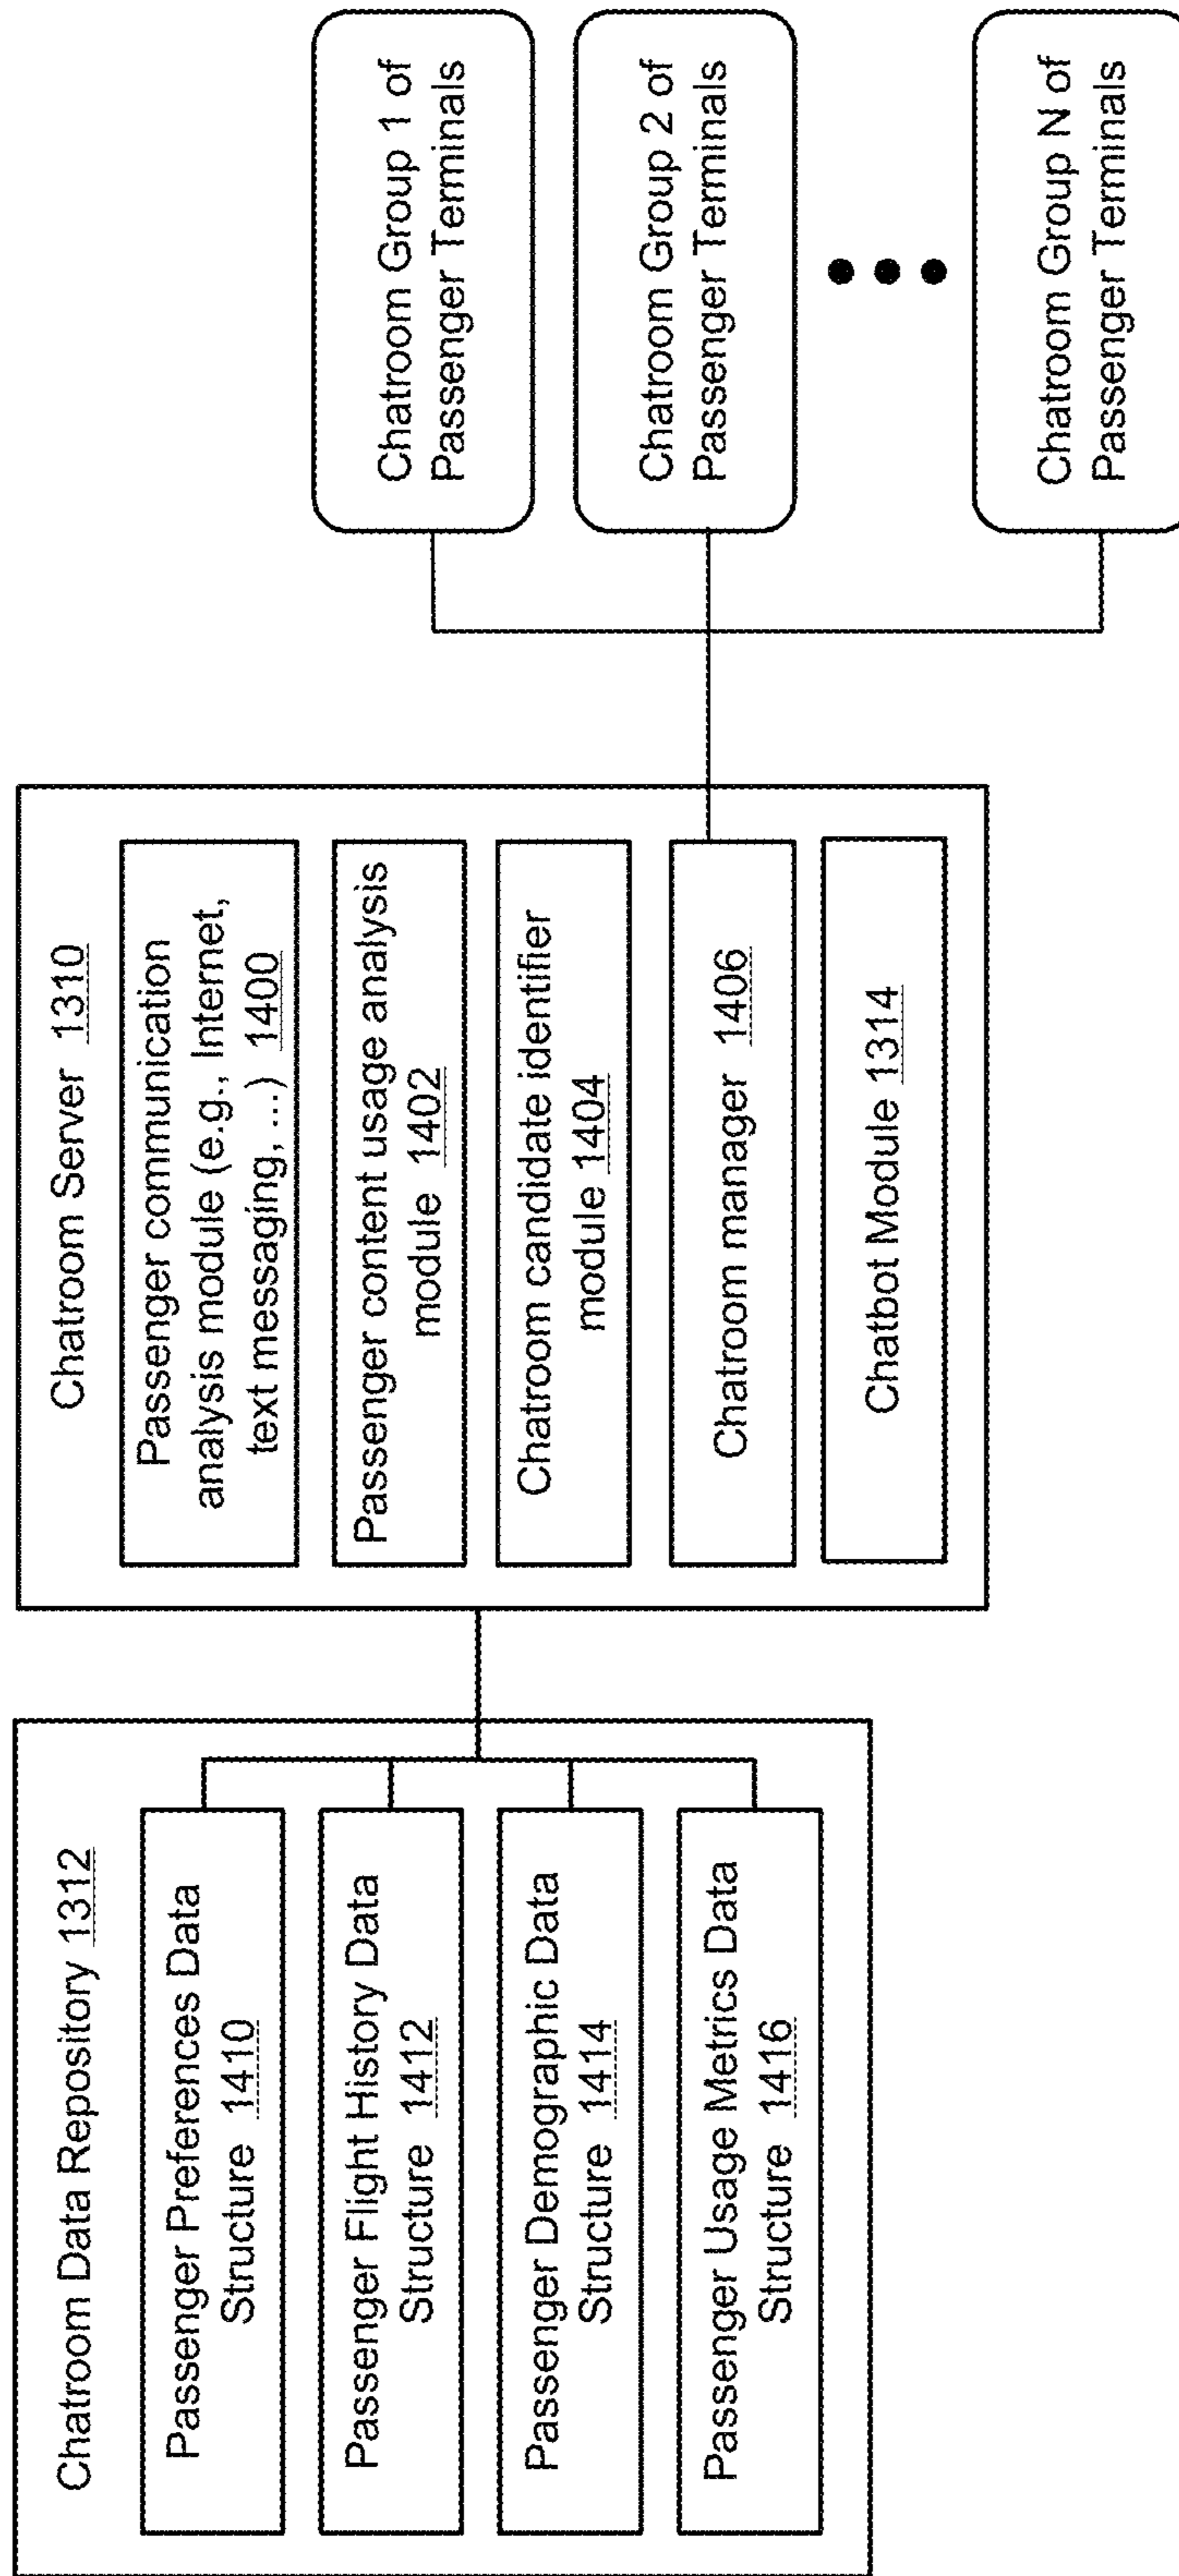 Chatroom Data Repository 1312
Passenger Preferences Data
Structure 1410
Passenger Flight History Data
Structure 1412
Passenger Demographic Data
Structure 1414
Passenger Usage Metrics Data
Structure 1416
Chatroom Server 1310
Passenger communication
analysis module (e.g., Internet,
text messaging, ...) 1400
Passenger content usage analysis
module 1402
Chatroom candidate identifier
module 1404
Chatroom manager 1406
Chatbot Module 1314
Chatroom Group 1 of
Passenger Terminals
Chatroom Group 2 of
Passenger Terminals
Chatroom Group N of
Passenger Terminals